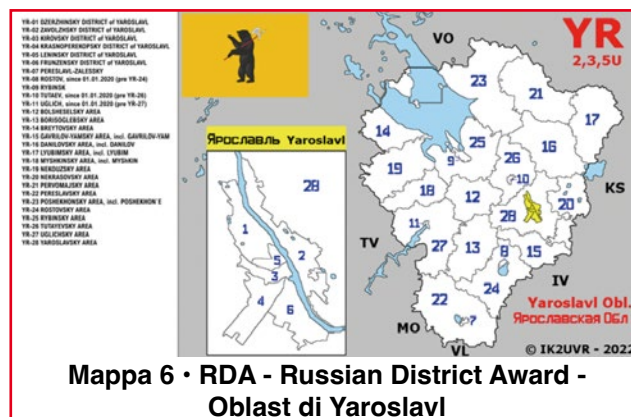 YR-01 DZERZHINSKY DISTRICT of YAROSLAVL
YR-02 ZAVOLZHSKY DISTRICT of YAROSLAVL
YR-03 KIROVSKY DISTRICT of YAROSLAVL
YR-04 KRASNOPEREKOPSKY DISTRICT of YAROSLAVL
YR-05 LENINSKY DISTRICT of YAROSLAVL
YR-06 FRUNZENSKY DISTRICT of YAROSLAVL
YR-07 PERESLAVL-ZALESSKY
YR-08 ROSTOV, since 01.01.2020 (pre YR-24)
YR-09 RYBINSK
YR-10 TUTAEV, since 01.01.2020 (pre YR-26)
YR-11 UGLICH, since 01.01.2020 (pre YR-27)
YR-12 BOLSHESELSKY AREA
YR-13 BORISOGLEBSKY AREA
YR-14 BREYTOVSKY AREA
YR-15 GAVRILOV-YAMSKY AREA, incl. GAVRILOV-YAM
YR-16 DANILOVSKY AREA, incl. DANILOV
YR-17 LYUBIMSKY AREA, incl. LYUBIM
YR-18 MYSHKINSKY AREA, incl. MYSHKIN
YR-19 NEKOUZSKY AREA
YR-20 NEKRASOVSKY AREA
YR-21 PERVOMAJSKY AREA
YR-22 PERESLAVSKY AREA
YR-23 POSHEKHONSKY AREA, incl. POSHEKHON'E
YR-24 ROSTOVSKY AREA
YR-25 RYBINSKY AREA
YR-26 TUTAYEVSKY AREA
YR-27 UGLICHSKY AREA
YR-28 YAROSLAVSKY AREA
Ярославль Yaroslavl
28
1
2
5
3
4
6
VO
YR
2,3,5U
23
21
17
14
25
16
9
26
19
10
KS
18
12
20
28
11
TV
27
13
8
15
IV
24
22
Yaroslavl Obl.
Ярославская Обл
7
MO
VL
© IK2UVR - 2022
Mappa 6 · RDA - Russian District Award -
Oblast di Yaroslavl